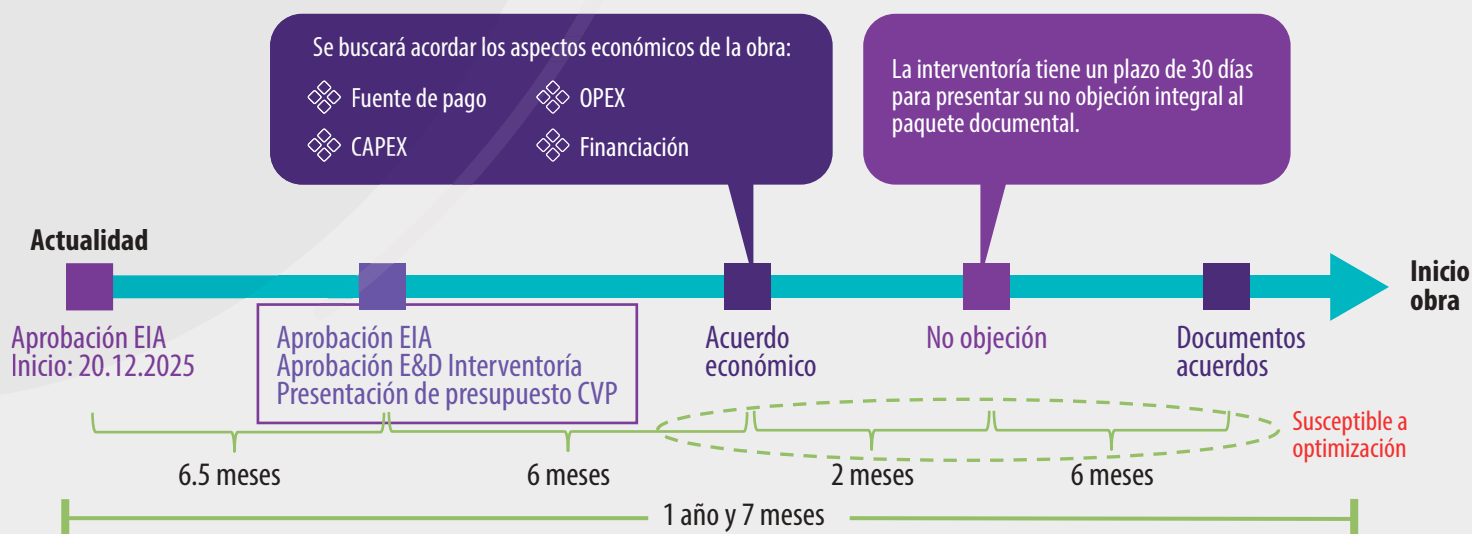 Se buscará acordar los aspectos económicos de la obra:
Fuente de pago
OPEX
CAPEX
Financiación
La interventoría tiene un plazo de 30 días
para presentar su no objeción integral al
paquete documental.
Actualidad
Inicio
obra
Aprobación EIA
Inicio: 20.12.2025
Aprobación EIA
Aprobación E&D Interventoría
Presentación de presupuesto CVP
Acuerdo
económico
No objeción
Documentos
acuerdos
Susceptible a
optimización
6.5 meses
6 meses
2 meses
6 meses
1 año y 7 meses